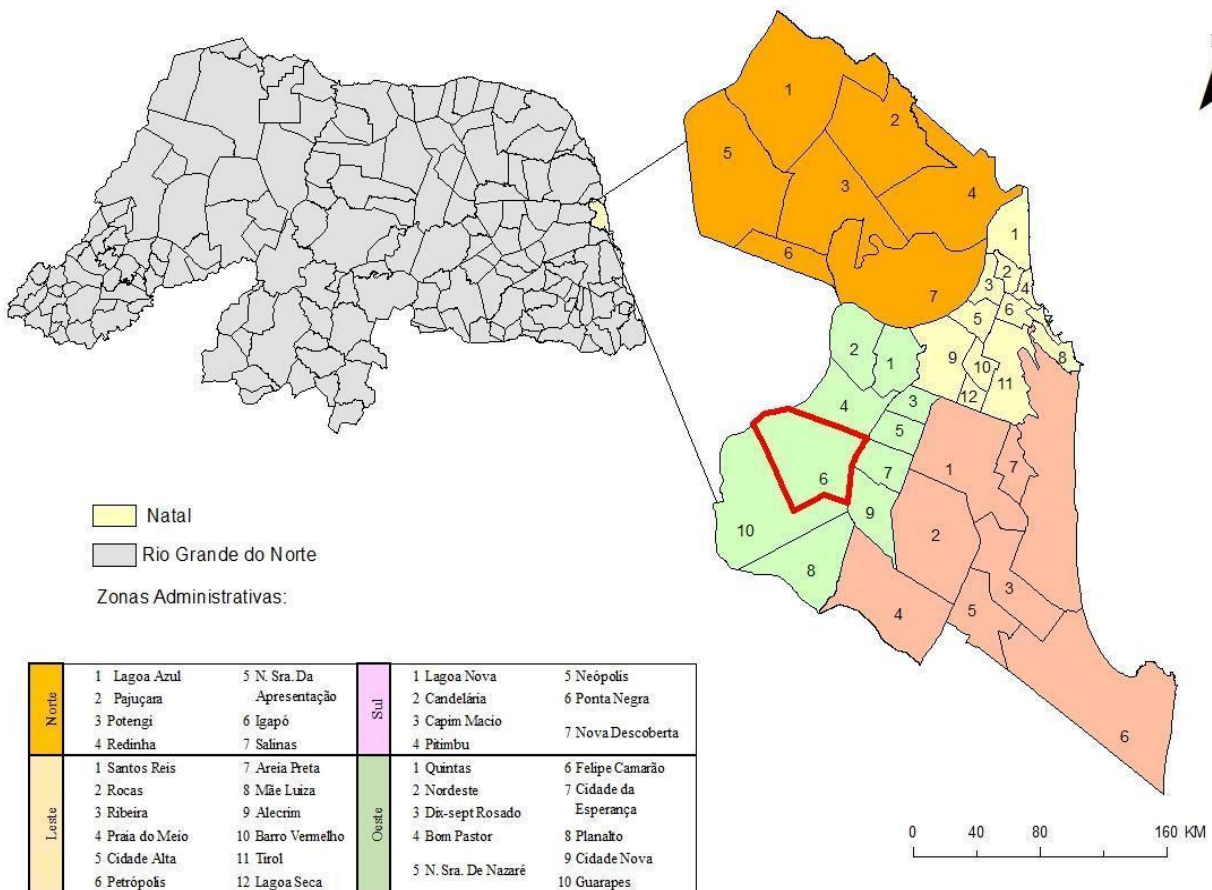 1
2
5
3
4
6
7
1
2
3
4
6
5
8
9
10
11
12
2
1
4
3
5
7
6
9
10
8
1
7
2
3
5
4
6
Natal
Rio Grande do Norte
Zonas Administrativas:
0 40 80 160 KM
Norte
1 Lagoa Azul
2 Pajuçara
3 Potengi
4 Redinha
5 N. Sra. Da
Apresentação
6 Igapó
7 Salinas
Sul
1 Lagoa Nova
2 Candelária
3 Capim Macio
4 Pitimbu
5 Neópolis
6 Ponta Negra
7 Nova Descoberta
Leste
1 Santos Reis
2 Rocas
3 Ribeira
4 Praia do Meio
5 Cidade Alta
6 Petrópolis
7 Areia Preta
8 Mãe Luiza
9 Alecrim
10 Barro Vermelho
11 Tirol
12 Lagoa Seca
Oeste
1 Quintas
2 Nordeste
3 Dix-sept Rosado
4 Bom Pastor
5 N. Sra. De Nazaré
6 Felipe Camarão
7 Cidade da
Esperança
8 Planalto
9 Cidade Nova
10 Guarapes